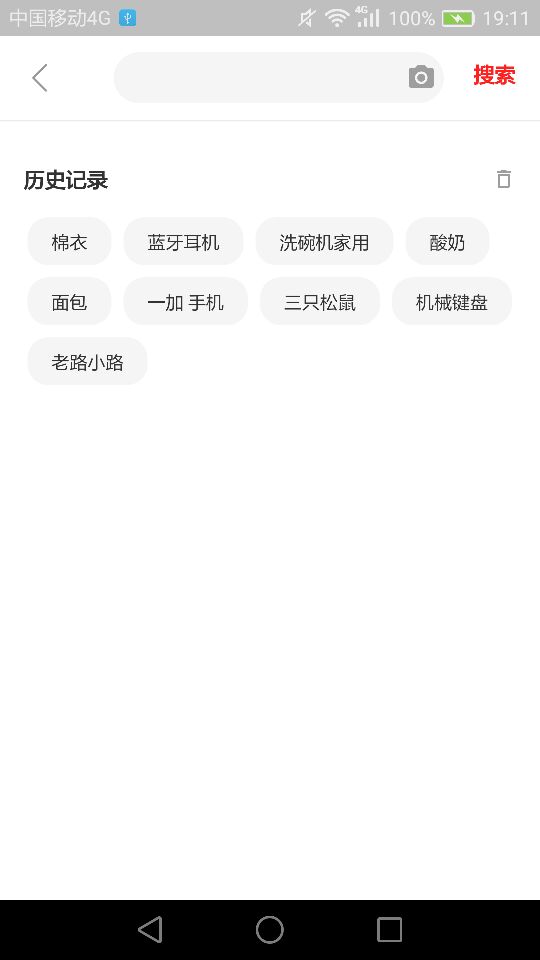 中国移动4G 4G 100% 19:11
搜索
历史记录
棉衣 蓝牙耳机 洗碗机家用 酸奶
面包 一加 手机 三只松鼠 机械键盘
老路小路